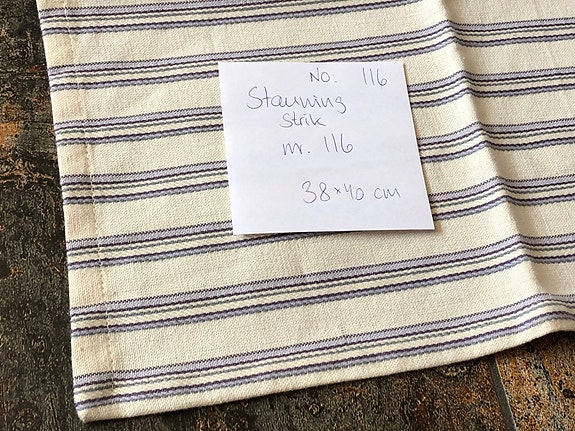 No. 116
Stauning
Strik
nr. 116
38x40 cm